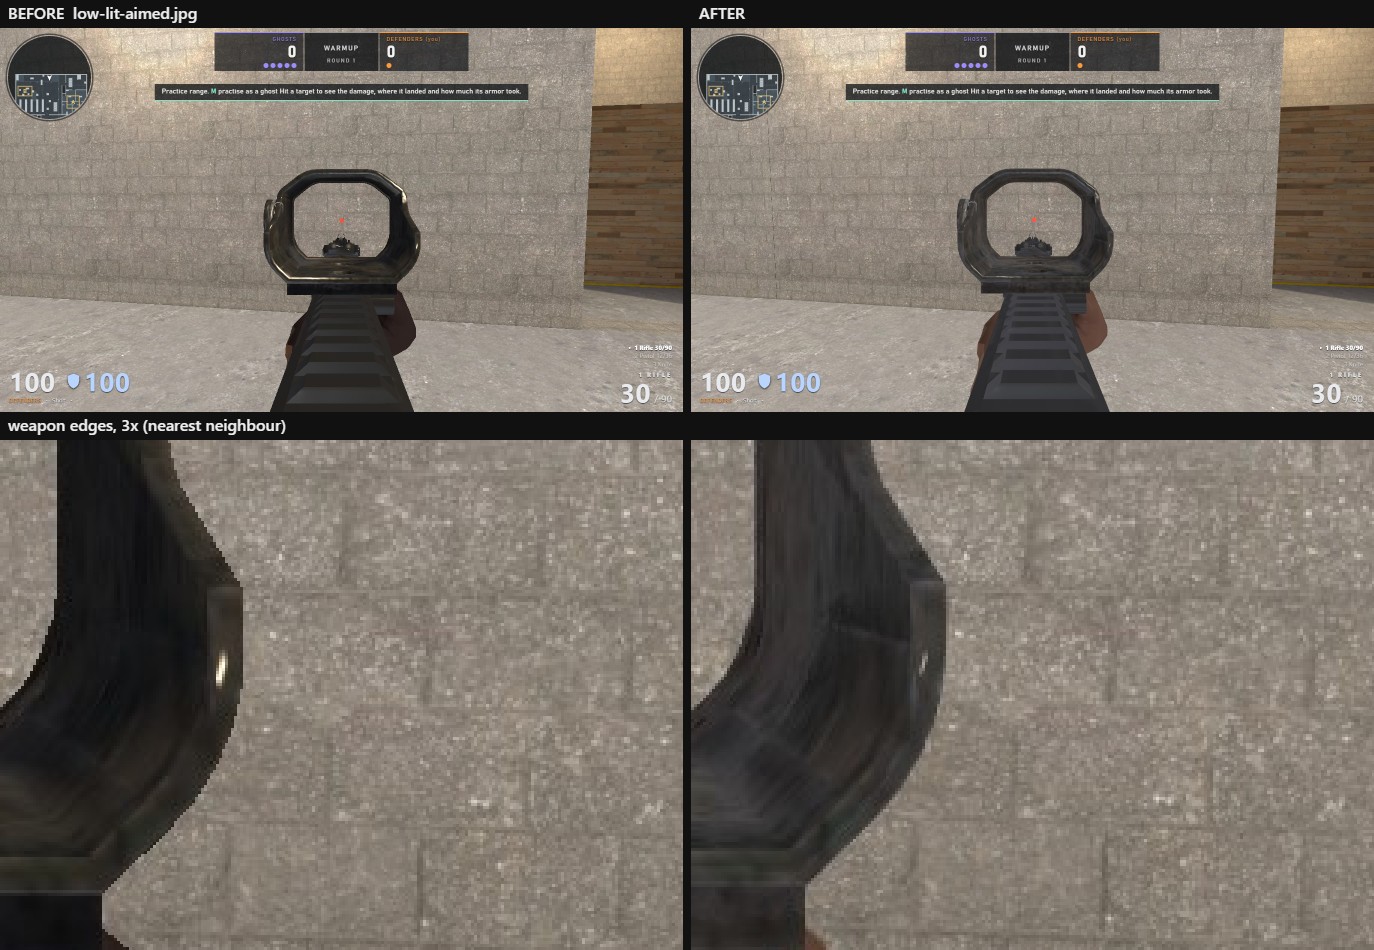 BEFORE low-lit-aimed.jpg
AFTER
GHOSTS
0
WARMUP
ROUND 1
DEFENDERS (you)
0
Practice range. M practise as a ghost Hit a target to see the damage, where it landed and how much its armor took.
1 Rifle 30/90
1 RIFLE
100 100
30 / 90
GHOSTS
0
WARMUP
ROUND 1
DEFENDERS (you)
0
Practice range. M practise as a ghost Hit a target to see the damage, where it landed and how much its armor took.
1 Rifle 30/90
1 RIFLE
100 100
30 / 90
weapon edges, 3x (nearest neighbour)